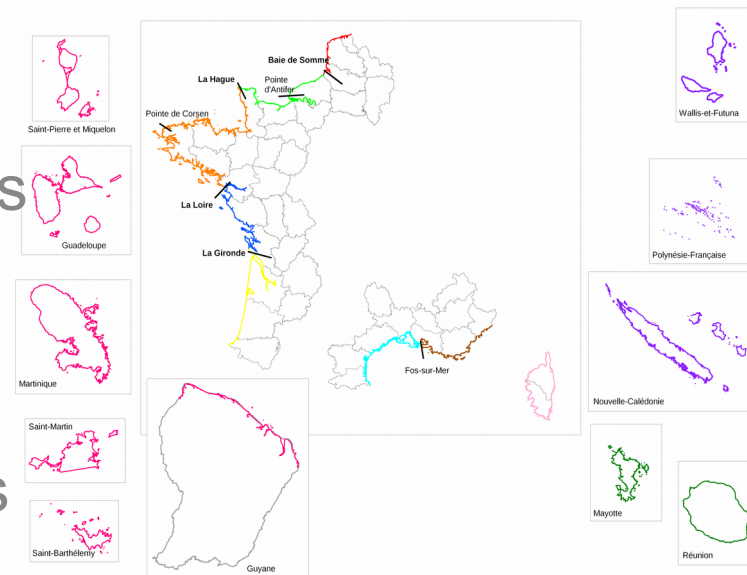 Baie de Somme
La Hague
Pointe
d'Antifer
Pointe de Corsen
Saint-Pierre et Miquelon
Wallis-et-Futuna
s
La Loire
Guadeloupe
La Gironde
Polynésie-Française
Fos-sur-Mer
Martinique
Nouvelle-Calédonie
Saint-Martin
s
Mayotte
Saint-Barthélemy
Réunion
Guyane